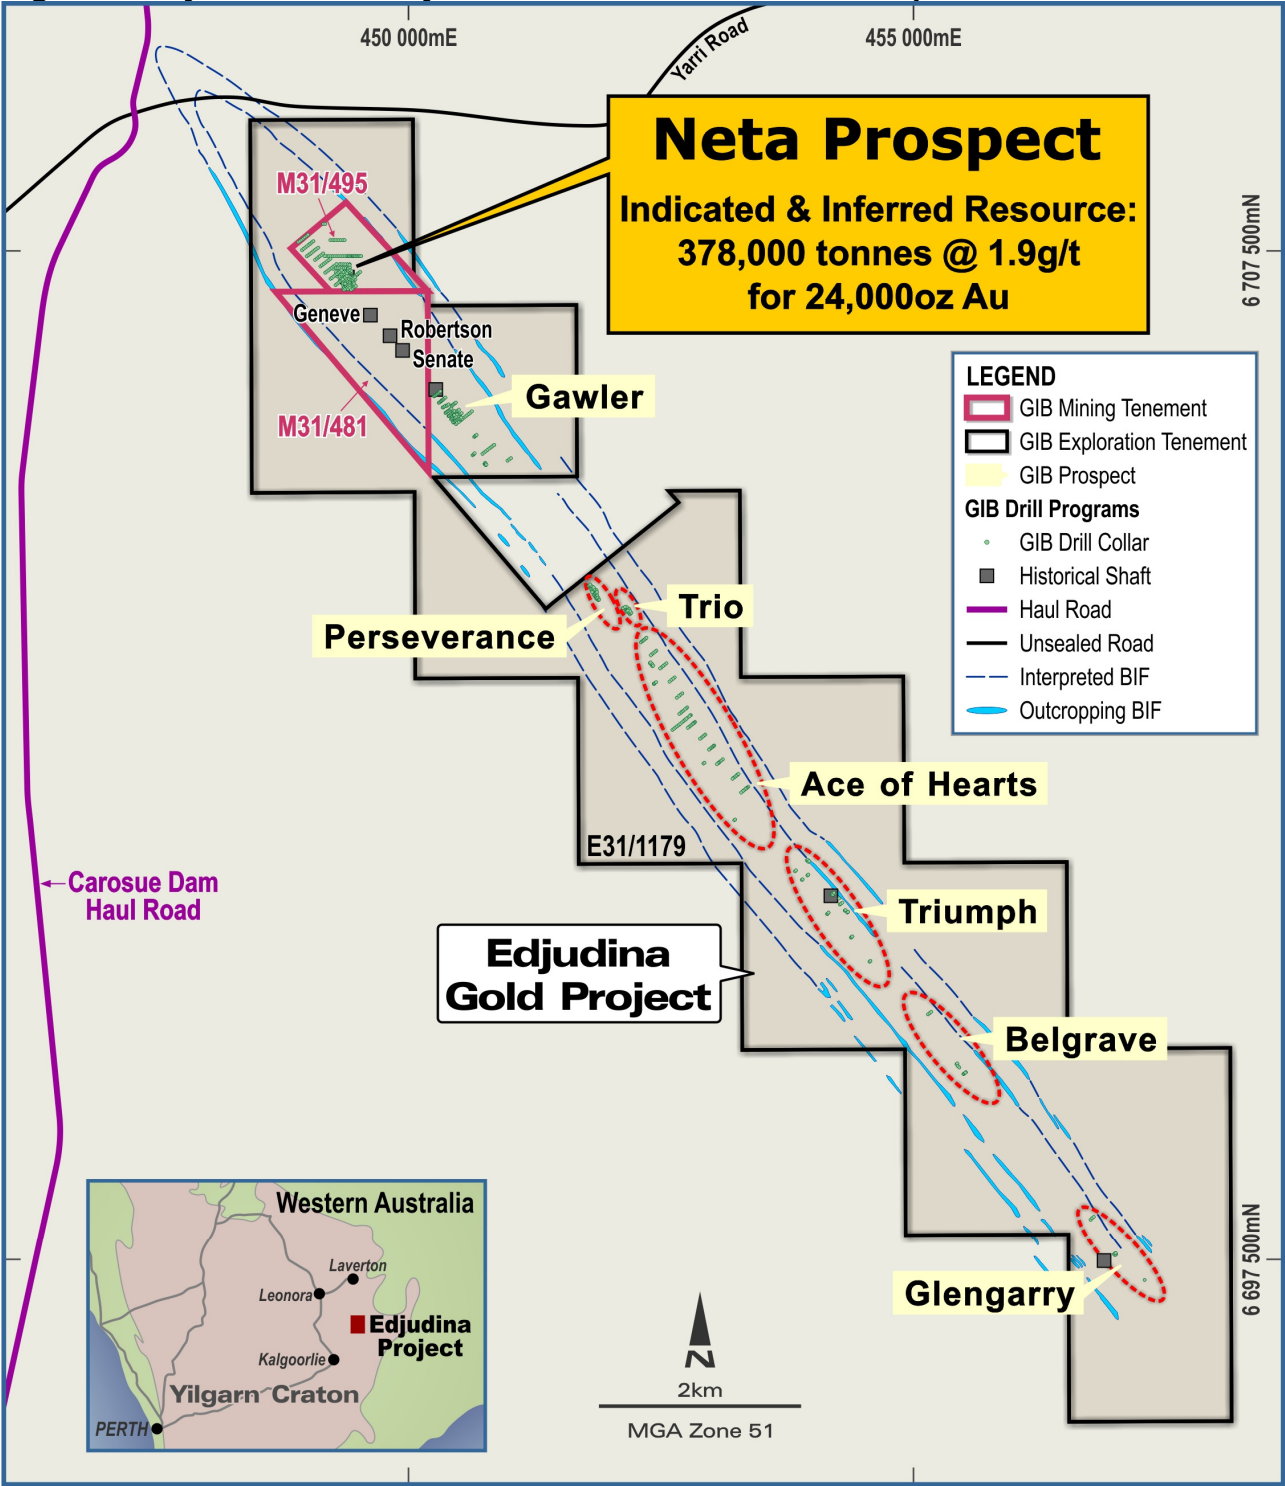 450 000mE
455 000mE
Yarri Road
Neta Prospect
Indicated & Inferred Resource:
378,000 tonnes @ 1.9g/t
for 24,000oz Au
6 707 500mN
M31/495
Geneve
Robertson
Senate
M31/481
Gawler
LEGEND
GIB Mining Tenement
GIB Exploration Tenement
GIB Prospect
GIB Drill Programs
GIB Drill Collar
Historical Shaft
Haul Road
Unsealed Road
Interpreted BIF
Outcropping BIF
Trio
Perseverance
Ace of Hearts
E31/1179
Carosue Dam
Haul Road
Triumph
Edjudina
Gold Project
Belgrave
Glengarry
6 697 500mN
Western Australia
Laverton
Leonora
Edjudina
Project
Kalgoorlie
Yilgarn Craton
PERTH
N
2km
MGA Zone 51